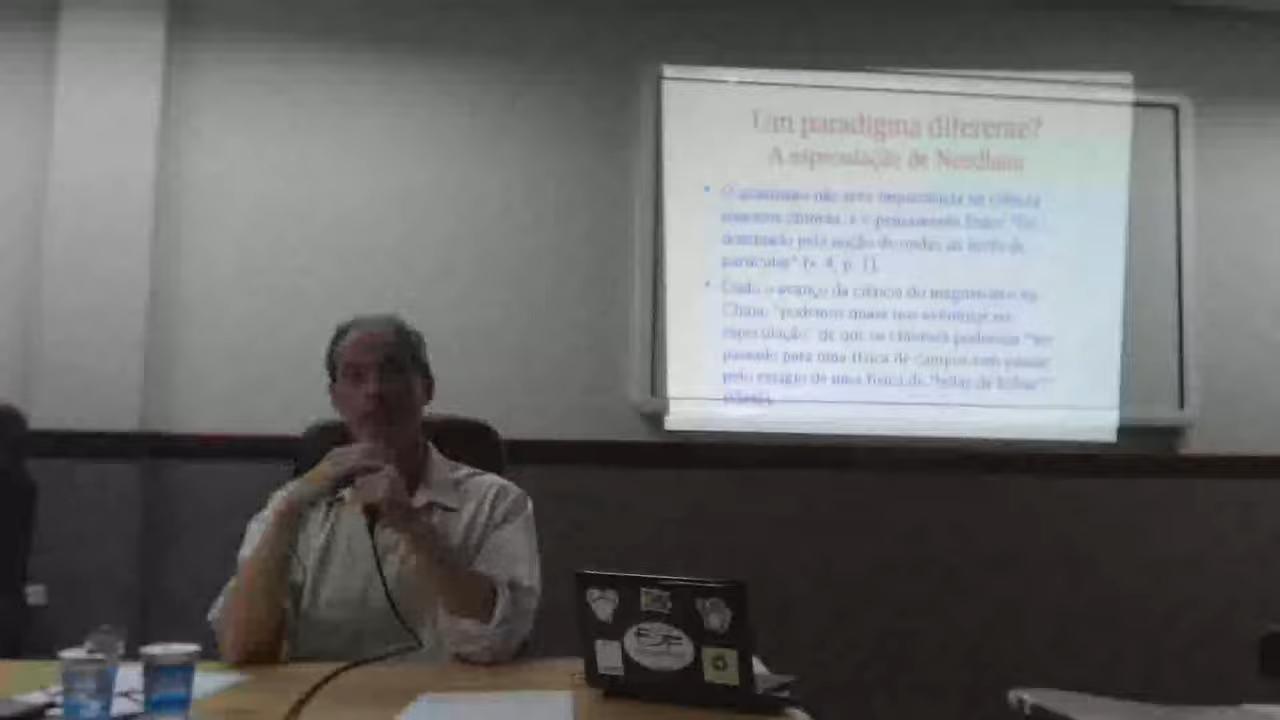 Um paradigma diferente?
A especulação de Needham
O atomismo não teve importância na ciência
chinesa, e o pensamento
dominado pela noção de ondas ao invés de
partículas" (v. 4, p. 1).
Dado o avanço da ciência do magnetismo na
China, "podemos quase nos aventurar na
especulação" de que os chineses poderiam "ter
passado para uma física de campos sem passar
pelo estágio de uma física de "bolas de bilhar""